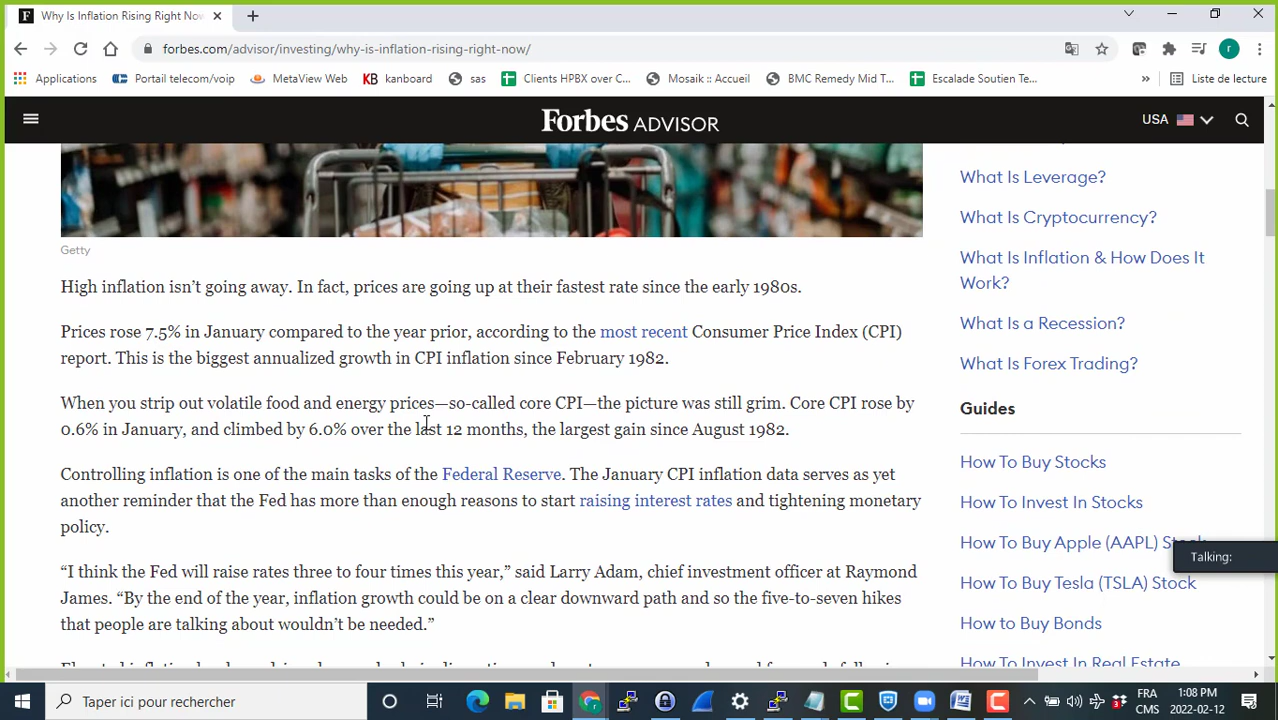 Why Is Inflation Rising Right Now
forbes.com/advisor/investing/why-is-inflation-rising-right-now/
Applications
Portail telecom/voip
MetaView Web
KB kanboard
sas
Clients HPBX over C...
Mosaik :: Accueil
BMC Remedy Mid T...
Escalade Soutien Te...
»
Liste de lecture
Forbes ADVISOR
USA
Getty
High inflation isn't going away. In fact, prices are going up at their fastest rate since the early 1980s.
Prices rose 7.5% in January compared to the year prior, according to the most recent Consumer Price Index (CPI)
report. This is the biggest annualized growth in CPI inflation since February 1982.
When you strip out volatile food and energy prices—so-called core CPI—the picture was still grim. Core CPI rose by
0.6% in January, and climbed by 6.0% over the last 12 months, the largest gain since August 1982.
Controlling inflation is one of the main tasks of the Federal Reserve. The January CPI inflation data serves as yet
another reminder that the Fed has more than enough reasons to start raising interest rates and tightening monetary
policy.
“I think the Fed will raise rates three to four times this year,” said Larry Adam, chief investment officer at Raymond
James. “By the end of the year, inflation growth could be on a clear downward path and so the five-to-seven hikes
that people are talking about wouldn't be needed.”
What Is Leverage?
What Is Cryptocurrency?
What Is Inflation & How Does It
Work?
What Is a Recession?
What Is Forex Trading?
Guides
How To Buy Stocks
How To Invest In Stocks
How To Buy Apple (AAPL) Stock
How To Buy Tesla (TSLA) Stock
How to Buy Bonds
How To Invest In Real Estate
Talking:
Taper ici pour rechercher
FRA
CMS
1:08 PM
2022-02-12